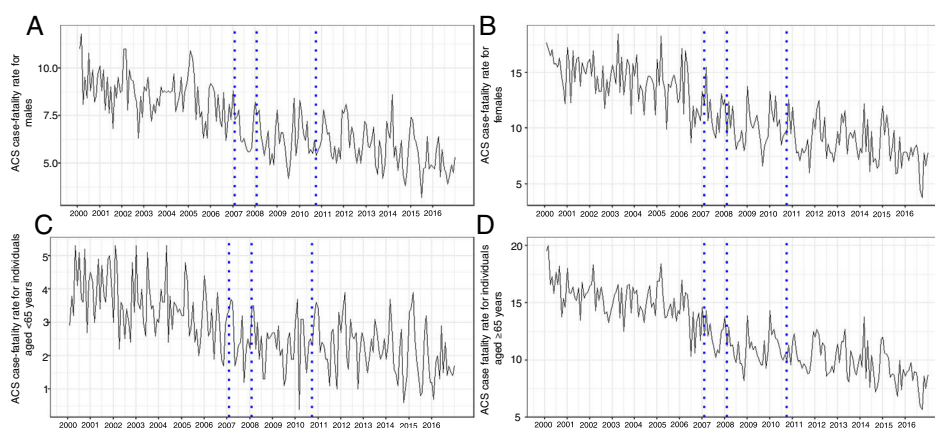 A
ACS case-fatality rate for
males
10.0
7.5
5.0
2000 2001 2002 2003 2004 2005 2006 2007 2008 2009 2010 2011 2012 2013 2014 2015 2016
B
ACS case-fatality rate for
females
15
10
5
2000 2001 2002 2003 2004 2005 2006 2007 2008 2009 2010 2011 2012 2013 2014 2015 2016
C
ACS case-fatality rate for individuals
aged <65 years
5
4
3
2
1
2000 2001 2002 2003 2004 2005 2006 2007 2008 2009 2010 2011 2012 2013 2014 2015 2016
D
ACS case fatality rate for individuals
aged ≥65 years
20
15
10
5
2000 2001 2002 2003 2004 2005 2006 2007 2008 2009 2010 2011 2012 2013 2014 2015 2016